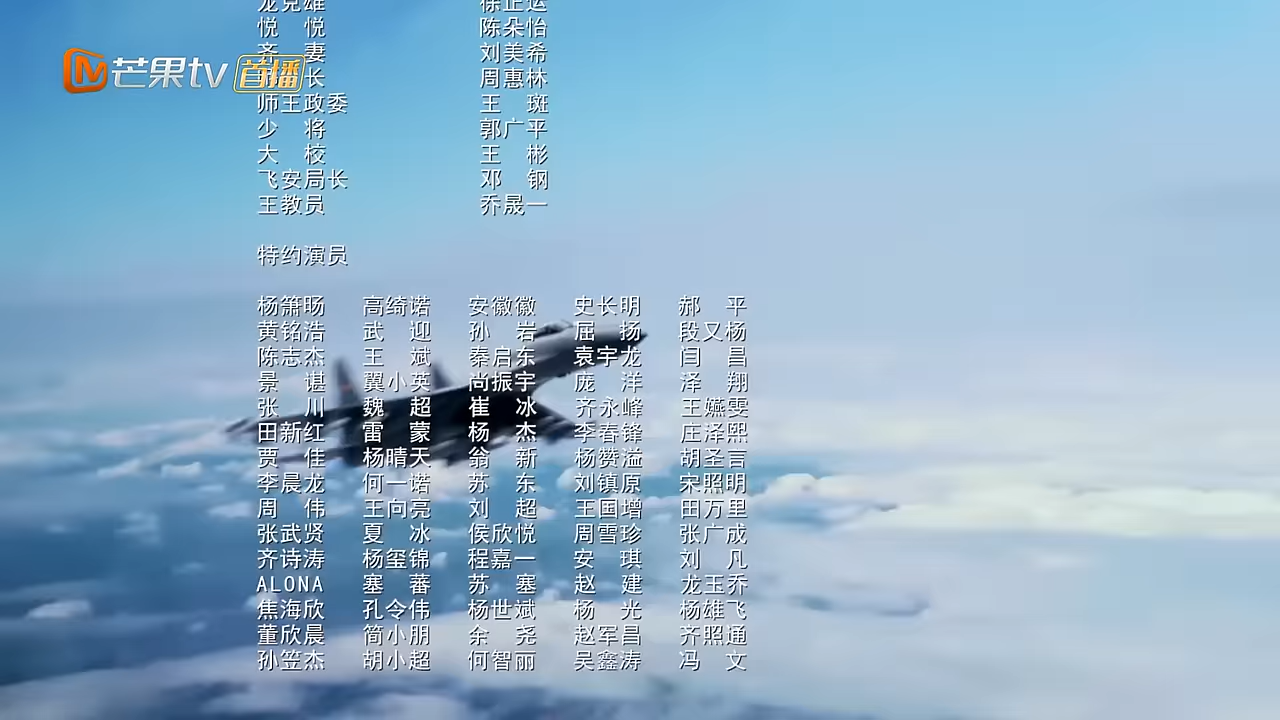 悦 悦 陈朵怡
齐 妻 刘美希
芒果tv 首播
长 周惠林
师王政委 王 斑
少 将 郭广平
大 校 王 彬
飞安局长 邓 钢
王教员 乔晟一
特约演员
杨箫旸 高绮诺 安徽徽 史长明 郝 平
黄铭浩 武 迎 孙 岩 屈 扬 段又杨
陈志杰 王 斌 秦启东 袁宇龙 闫 昌
景 谌 翼小英 尚振宇 庞 洋 泽 翔
张 川 魏 超 崔 冰 齐永峰 王嬿雯
田新红 雷 蒙 杨 杰 李春锋 庄泽熙
贾 佳 杨晴天 翁 新 杨赞溢 胡圣言
李晨龙 何一诺 苏 东 刘镇原 宋照明
周 伟 王向亮 刘 超 王国增 田万里
张武贤 夏 冰 侯欣悦 周雪珍 张广成
齐诗涛 杨玺锦 程嘉一 安 琪 刘 凡
ALONA 塞 蕃 苏 塞 赵 建 龙玉乔
焦海欣 孔令伟 杨世斌 杨 光 杨雄飞
董欣晨 简小朋 余 尧 赵军昌 齐照通
孙笠杰 胡小超 何智丽 吴鑫涛 冯 文